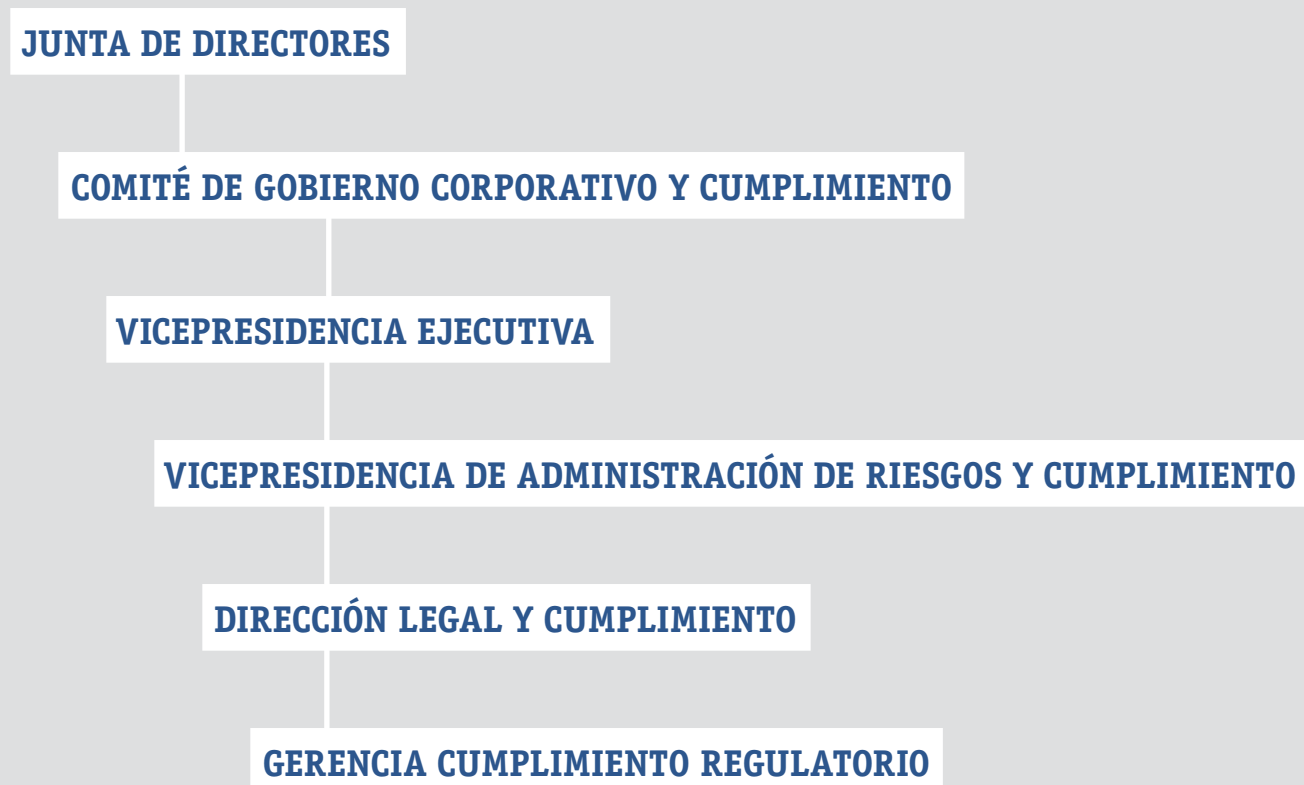 JUNTA DE DIRECTORES
COMITÉ DE GOBIERNO CORPORATIVO Y CUMPLIMIENTO
VICEPRESIDENCIA EJECUTIVA
VICEPRESIDENCIA DE ADMINISTRACIÓN DE RIESGOS Y CUMPLIMIENTO
DIRECCIÓN LEGAL Y CUMPLIMIENTO
GERENCIA CUMPLIMIENTO REGULATORIO